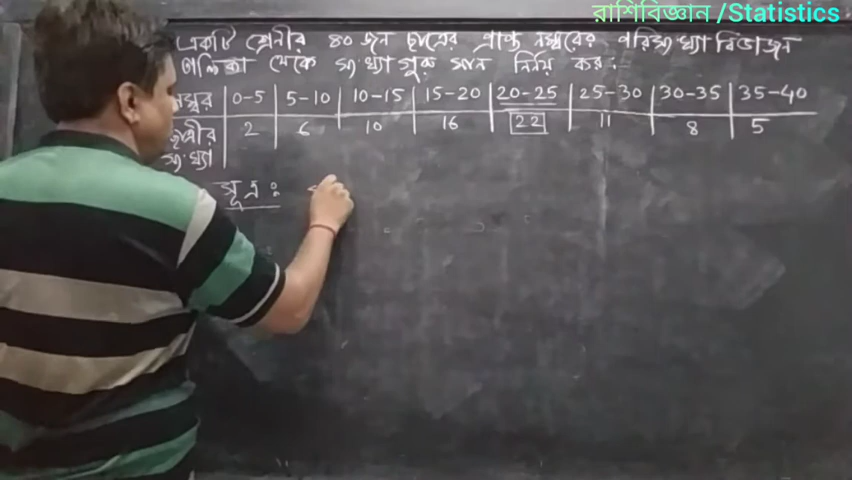 রাশিবিজ্ঞান /Statistics
একটি শ্রেনীর ৪০ জন ছাত্রের প্রাপ্ত নম্বরের পরিসংখ্যা বিভাজন
তালিকা থেকে সংখ্যাগুরু মান নির্ণয় কর:
নম্বর 0-5 5-10 10-15 15-20 20-25 25-30 30-35 35-40
2 6 10 16 22 11 8 5
সংখ্যা
সূত্র: